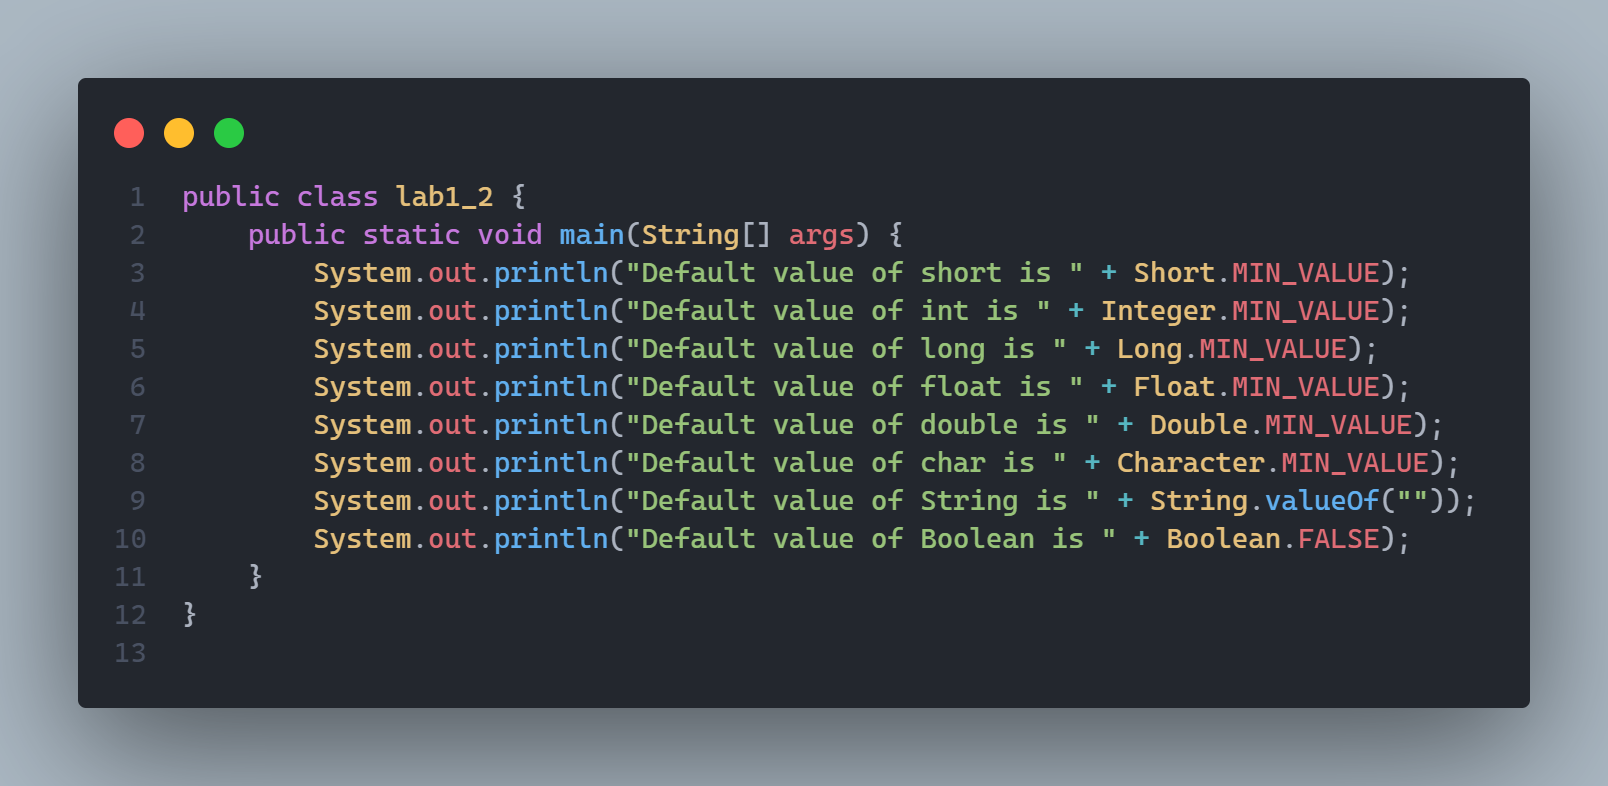 1 public class lab1_2 {
2     public static void main(String[] args) {
3         System.out.println("Default value of short is " + Short.MIN_VALUE);
4         System.out.println("Default value of int is " + Integer.MIN_VALUE);
5         System.out.println("Default value of long is " + Long.MIN_VALUE);
6         System.out.println("Default value of float is " + Float.MIN_VALUE);
7         System.out.println("Default value of double is " + Double.MIN_VALUE);
8         System.out.println("Default value of char is " + Character.MIN_VALUE);
9         System.out.println("Default value of String is " + String.valueOf(""));
10         System.out.println("Default value of Boolean is " + Boolean.FALSE);
11     }
12 }
13